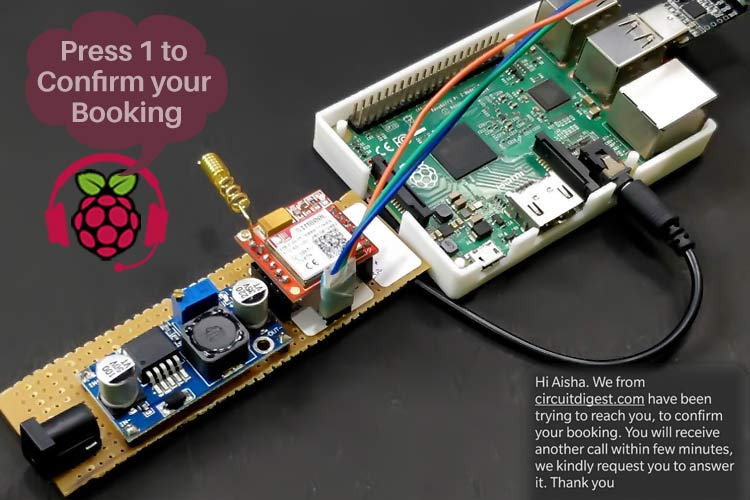 Press 1 to
Confirm your
Booking
Hi Aisha. We from
circuitdigest.com have been
trying to reach you, to confirm
your booking. You will receive
another call within few minutes,
we kindly request you to answer
it. Thank you